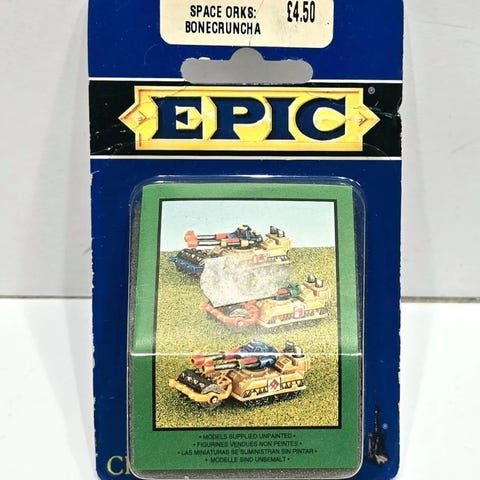 SPACE ORKS: £4.50
BONECRUNCHA
EPIC
®
• MODELS SUPPLIED UNPAINTED •
• FIGURINES VENDUES NON PEINTES •
• LAS MINIATURAS SE SUMINISTRAN SIN PINTAR •
• MODELLE SIND UNBEMALT •